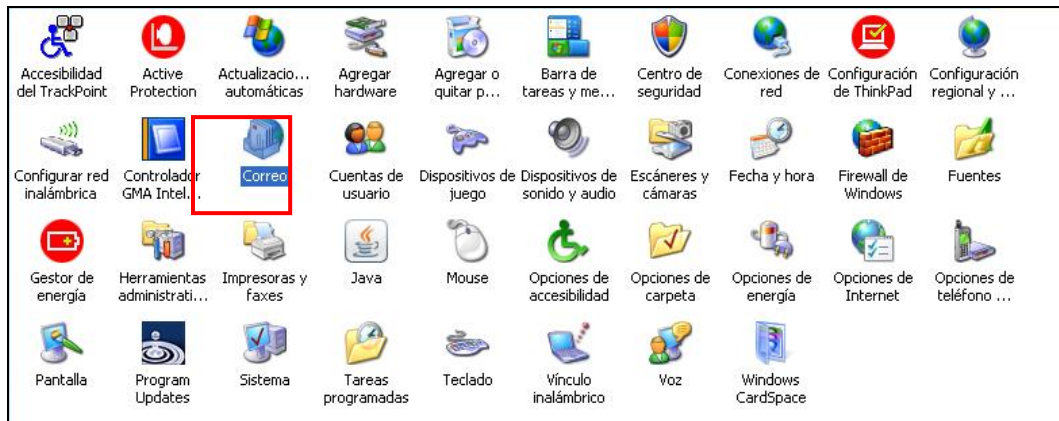 Accesibilidad del TrackPoint
Active Protection
Actualizacio... automáticas
Agregar hardware
Agregar o quitar p...
Barra de tareas y me...
Centro de seguridad
Conexiones de red
Configuración de ThinkPad
Configuración regional y ...
Configurar red inalámbrica
Controlador GMA Intel...
Correo
Cuentas de usuario
Dispositivos de juego
Dispositivos de sonido y audio
Escáneres y cámaras
Fecha y hora
Firewall de Windows
Fuentes
Gestor de energía
Herramientas administrati...
Impresoras y faxes
Java
Mouse
Opciones de accesibilidad
Opciones de carpeta
Opciones de energía
Opciones de Internet
Opciones de teléfono ...
Pantalla
Program Updates
Sistema
Tareas programadas
Teclado
Vínculo inalámbrico
Voz
Windows CardSpace